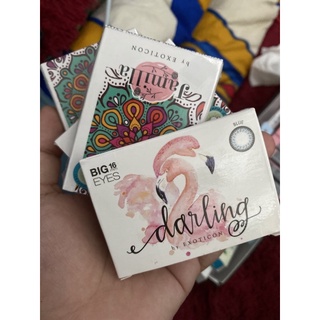 by EXOTICON
BIG 16
EYES
BLUE
darling
by EXOTICON